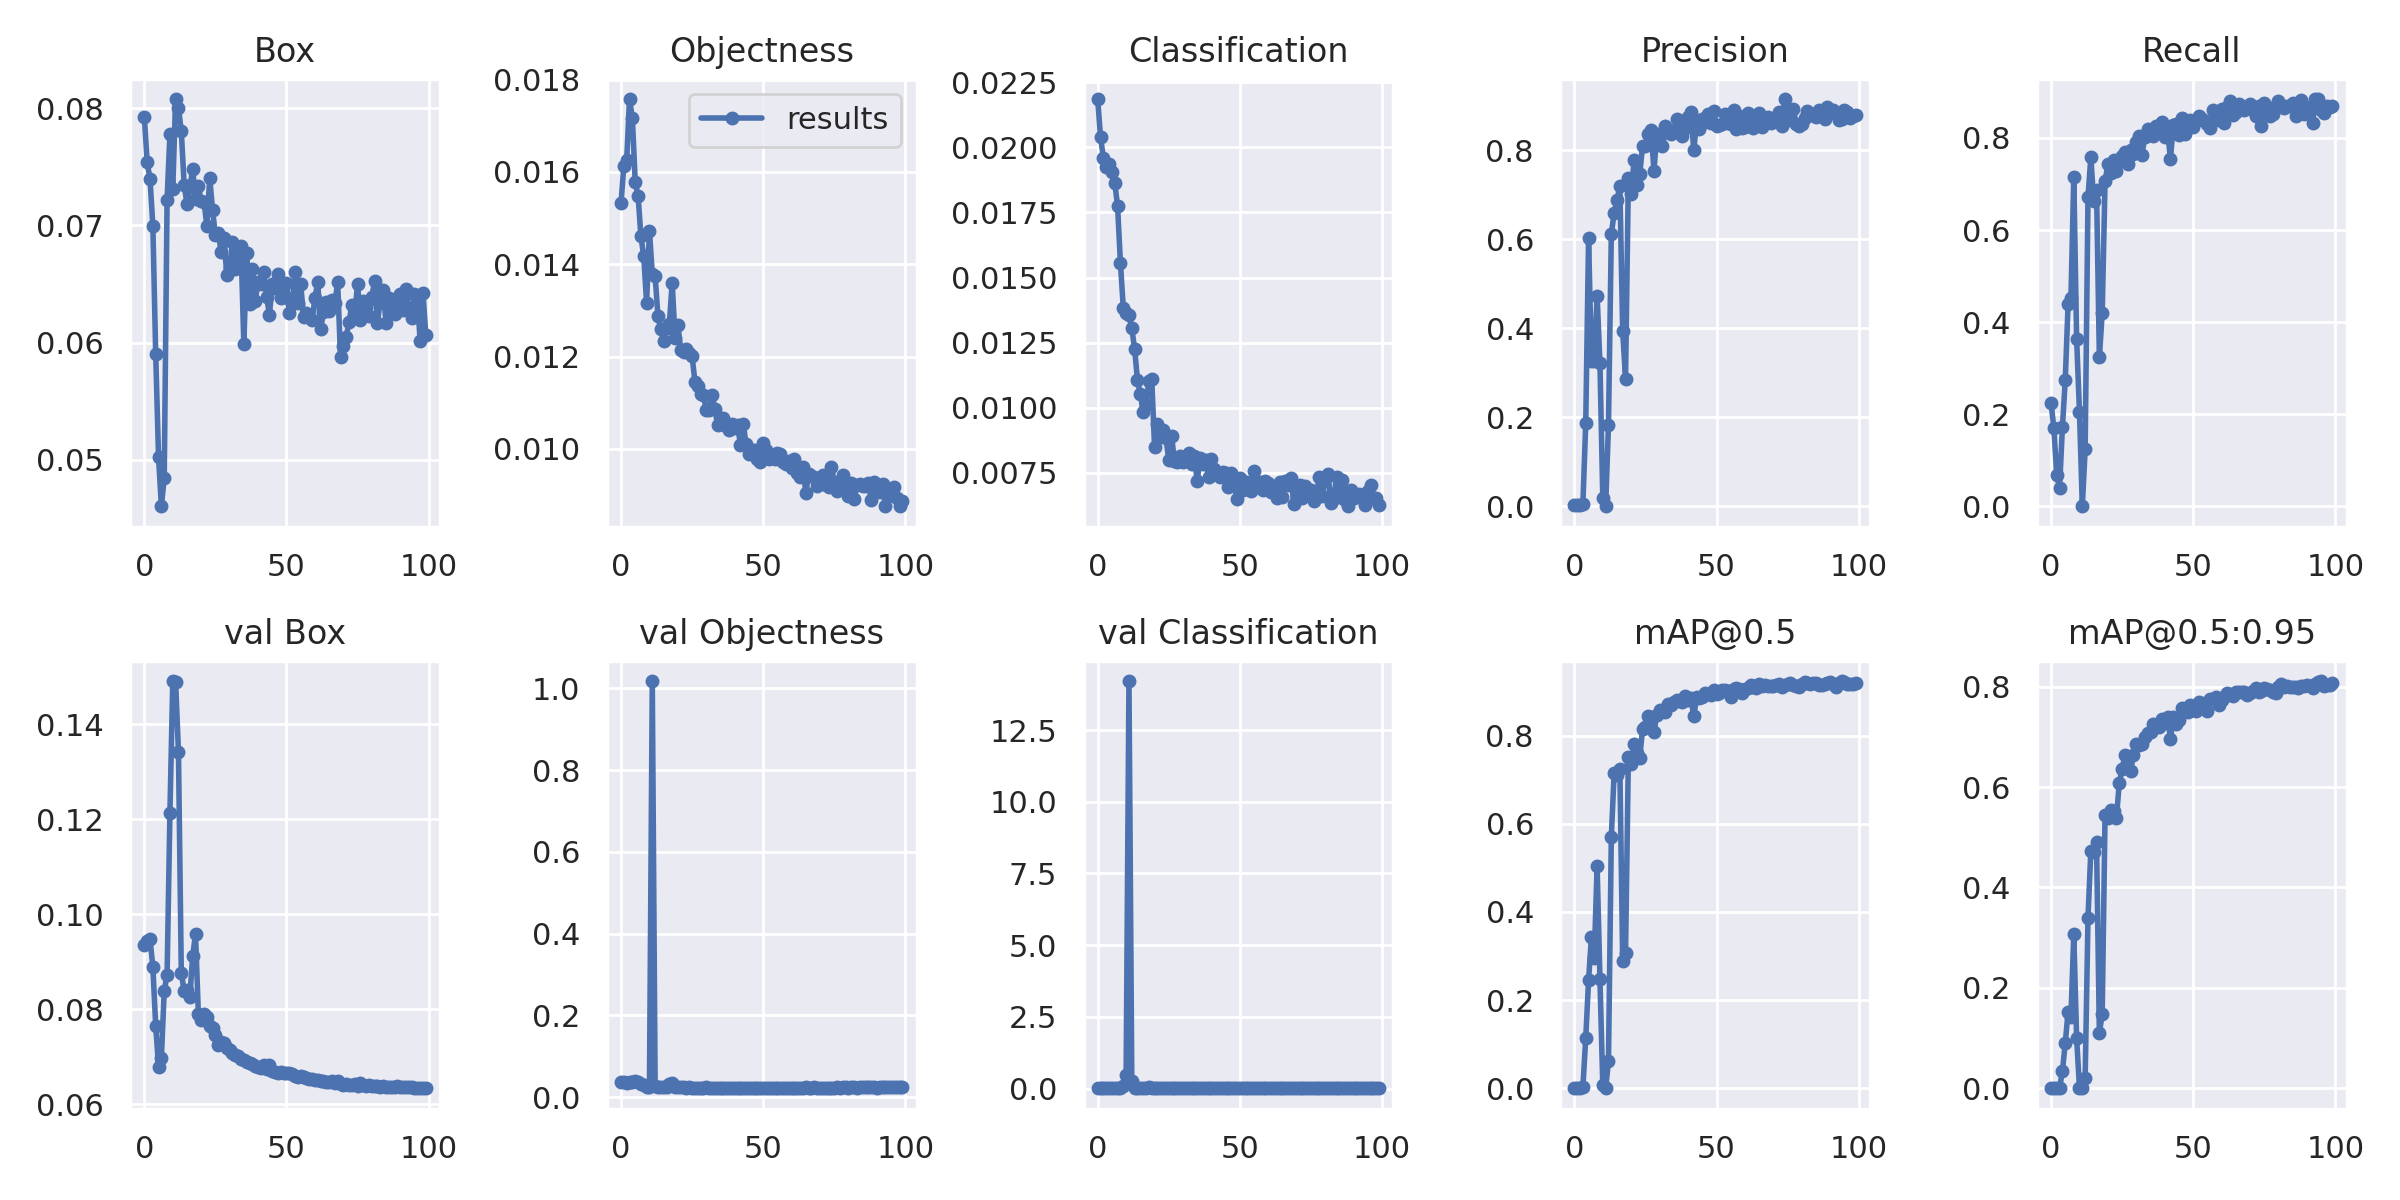 Box
0.08
0.07
0.06
0.05
0 50 100
Objectness
results
0.018
0.016
0.014
0.012
0.010
0 50 100
Classification
0.0225
0.0200
0.0175
0.0150
0.0125
0.0100
0.0075
0 50 100
Precision
0.8
0.6
0.4
0.2
0.0
0 50 100
Recall
0.8
0.6
0.4
0.2
0.0
0 50 100
val Box
0.14
0.12
0.10
0.08
0.06
0 50 100
val Objectness
1.0
0.8
0.6
0.4
0.2
0.0
0 50 100
val Classification
12.5
10.0
7.5
5.0
2.5
0.0
0 50 100
mAP@0.5
0.8
0.6
0.4
0.2
0.0
0 50 100
mAP@0.5:0.95
0.8
0.6
0.4
0.2
0.0
0 50 100